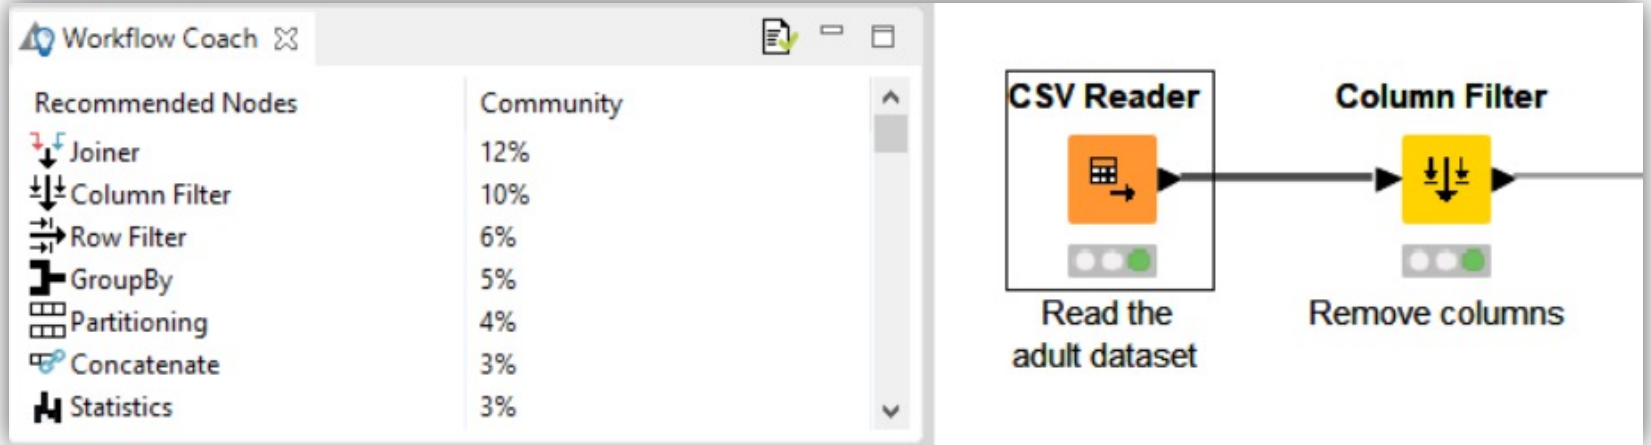 Workflow Coach
Recommended Nodes Community
Joiner 12%
Column Filter 10%
Row Filter 6%
GroupBy 5%
Partitioning 4%
Concatenate 3%
Statistics 3%
CSV Reader
Read the
adult dataset
Column Filter
Remove columns